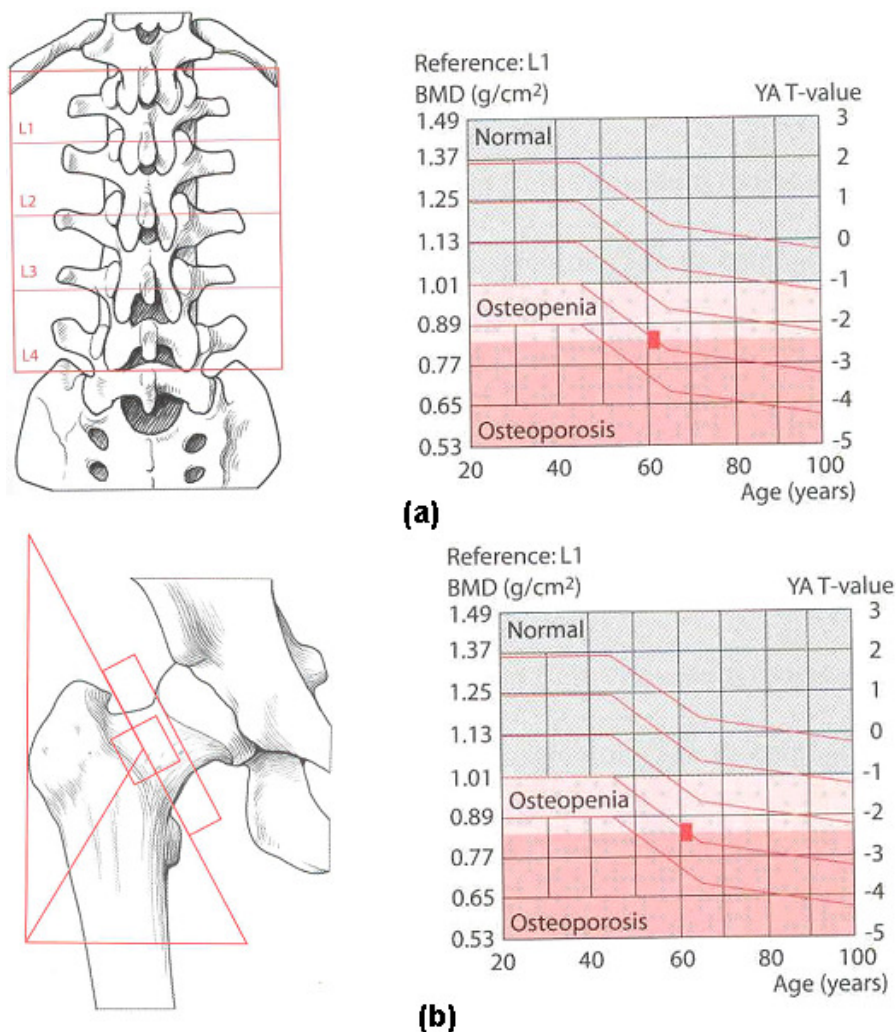 L1
L2
L3
L4
Reference: L1
BMD (g/cm²) YA T-value
1.49 3
Normal
1.37 2
1.25 1
1.13 0
1.01 -1
Osteopenia
0.89 -2
0.77 -3
0.65 -4
Osteoporosis
0.53 -5
20 40 60 80 100
Age (years)
(a)
Reference: L1
BMD (g/cm²) YA T-value
1.49 3
Normal
1.37 2
1.25 1
1.13 0
1.01 -1
Osteopenia
0.89 -2
0.77 -3
0.65 -4
Osteoporosis
0.53 -5
20 40 60 80 100
Age (years)
(b)